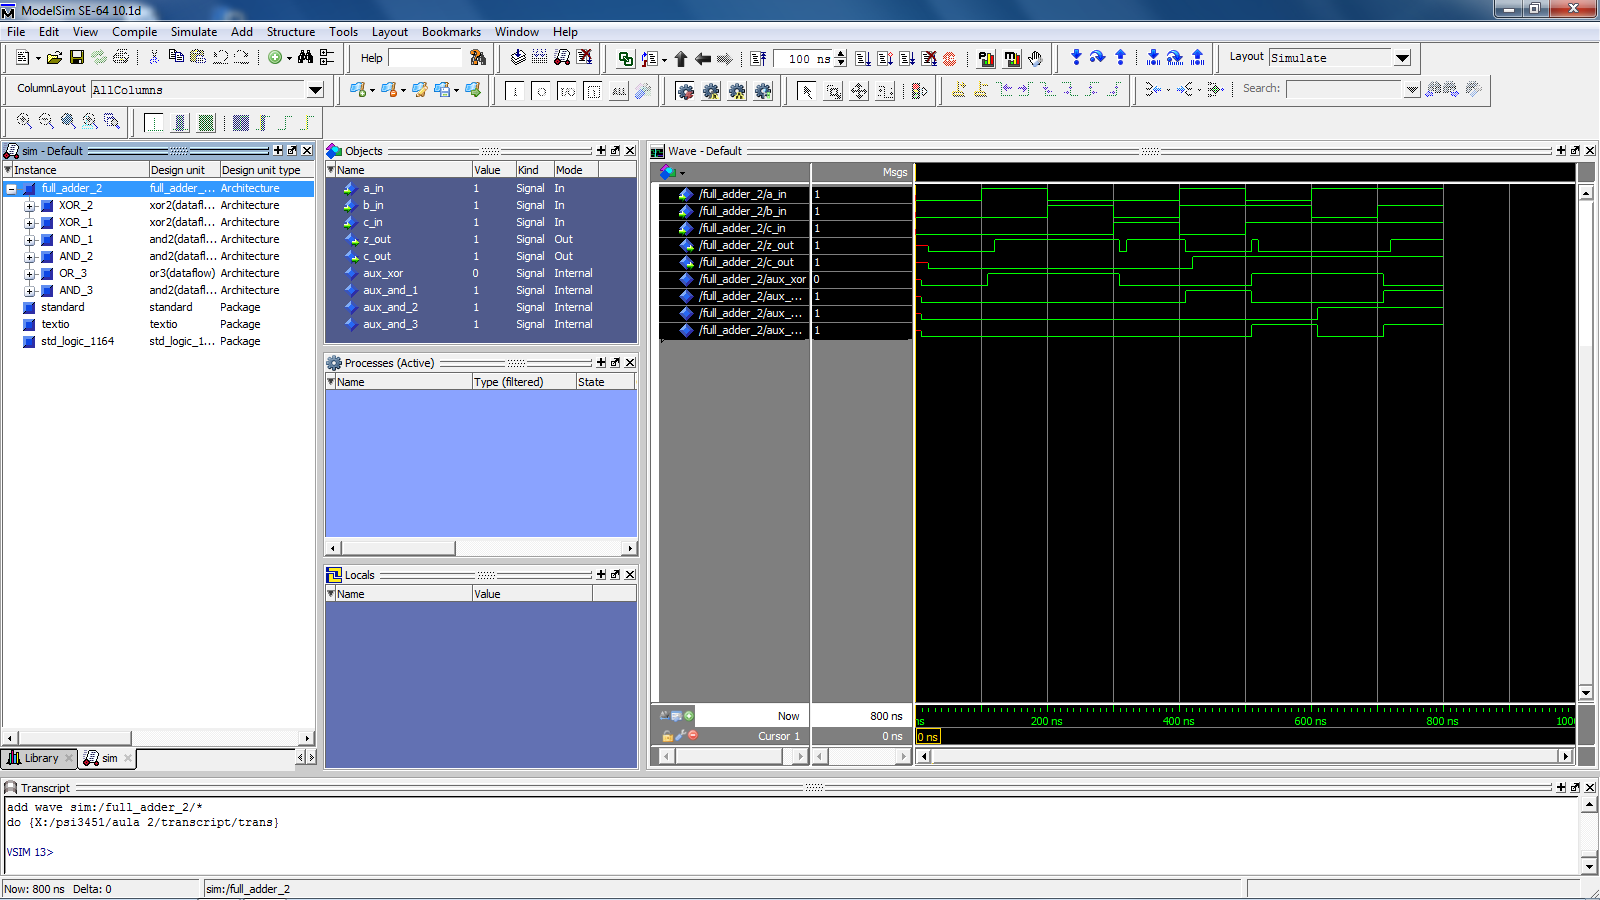 ModelSim SE-64 10.1d
File Edit View Compile Simulate Add Structure Tools Layout Bookmarks Window Help
Help
100 ns
Layout Simulate
ColumnLayout AllColumns
Search:
sim - Default
Instance Design unit Design unit type
full_adder_2 full_adder_... Architecture
XOR_2 xor2(datafl... Architecture
XOR_1 xor2(datafl... Architecture
AND_1 and2(datafl... Architecture
AND_2 and2(datafl... Architecture
OR_3 or3(dataflow) Architecture
AND_3 and2(datafl... Architecture
standard standard Package
textio textio Package
std_logic_1164 std_logic_1... Package
Library sim
Objects
Name Value Kind Mode
a_in 1 Signal In
b_in 1 Signal In
c_in 1 Signal In
z_out 1 Signal Out
c_out 1 Signal Out
aux_xor 0 Signal Internal
aux_and_1 1 Signal Internal
aux_and_2 1 Signal Internal
aux_and_3 1 Signal Internal
Processes (Active)
Name Type (filtered) State
Locals
Name Value
Wave - Default
Msgs
/full_adder_2/a_in 1
/full_adder_2/b_in 1
/full_adder_2/c_in 1
/full_adder_2/z_out 1
/full_adder_2/c_out 1
/full_adder_2/aux_xor 0
/full_adder_2/aux_... 1
/full_adder_2/aux_... 1
/full_adder_2/aux_... 1
Now 800 ns
Cursor 1 0 ns
ns 200 ns 400 ns 600 ns 800 ns 1000
0 ns
Transcript
add wave sim:/full_adder_2/*
do {X:/psi3451/aula 2/transcript/trans}
VSIM 13>
Now: 800 ns Delta: 0 sim:/full_adder_2